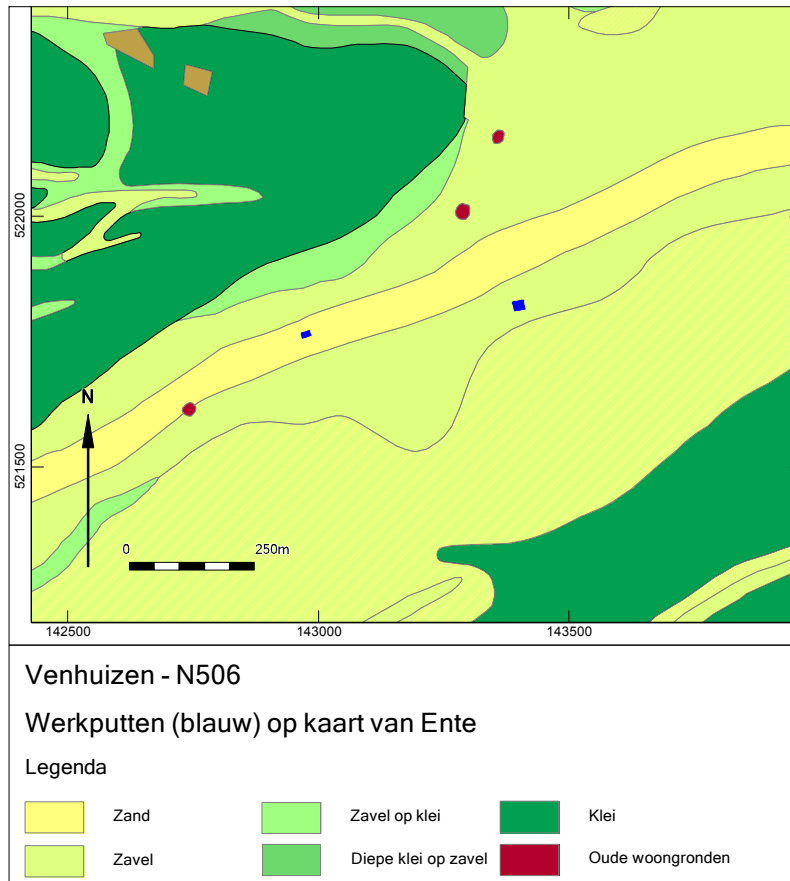 522000
N
521500
0 250m
142500 143000 143500
Venhuizen - N506
Werkputten (blauw) op kaart van Ente
Legenda
Zand Zavel op klei Klei
Zavel Diepe klei op zavel Oude woongronden